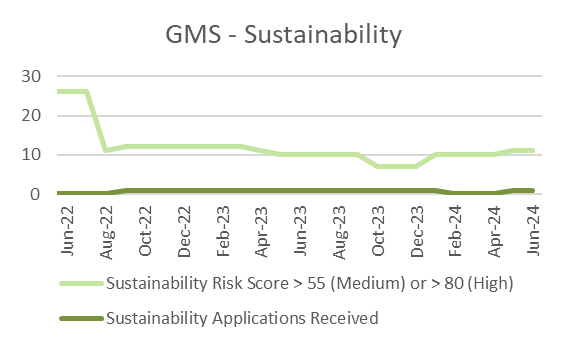 GMS - Sustainability
30
20
10
0
Jun-22
Aug-22
Oct-22
Dec-22
Feb-23
Apr-23
Jun-23
Aug-23
Oct-23
Dec-23
Feb-24
Apr-24
Jun-24
Sustainability Risk Score > 55 (Medium) or > 80 (High)
Sustainability Applications Received